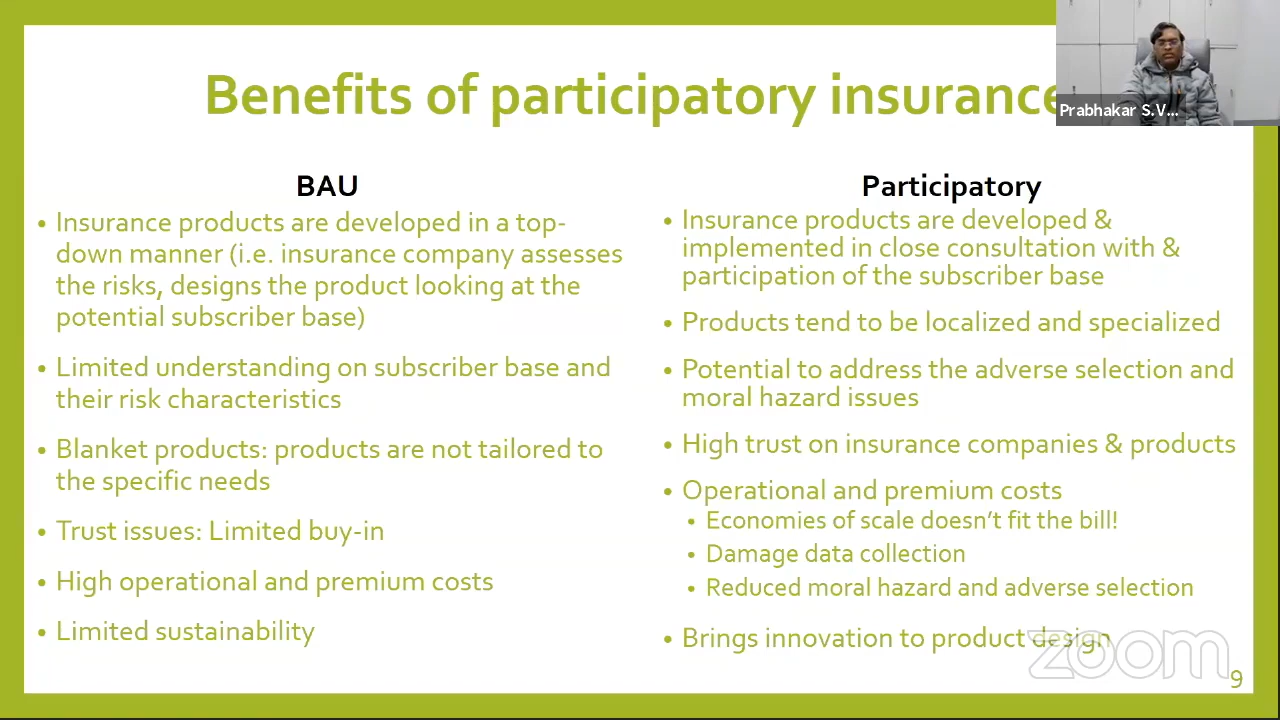 Benefits of participatory insurance
Prabhakar S.V...
BAU
• Insurance products are developed in a top-
down manner (i.e. insurance company assesses
the risks, designs the product looking at the
potential subscriber base)
• Limited understanding on subscriber base and
their risk characteristics
• Blanket products: products are not tailored to
the specific needs
• Trust issues: Limited buy-in
• High operational and premium costs
• Limited sustainability
Participatory
• Insurance products are developed &
implemented in close consultation with &
participation of the subscriber base
• Products tend to be localized and specialized
• Potential to address the adverse selection and
moral hazard issues
• High trust on insurance companies & products
• Operational and premium costs
• Economies of scale doesn't fit the bill!
• Damage data collection
• Reduced moral hazard and adverse selection
• Brings innovation to product design
zoom
9